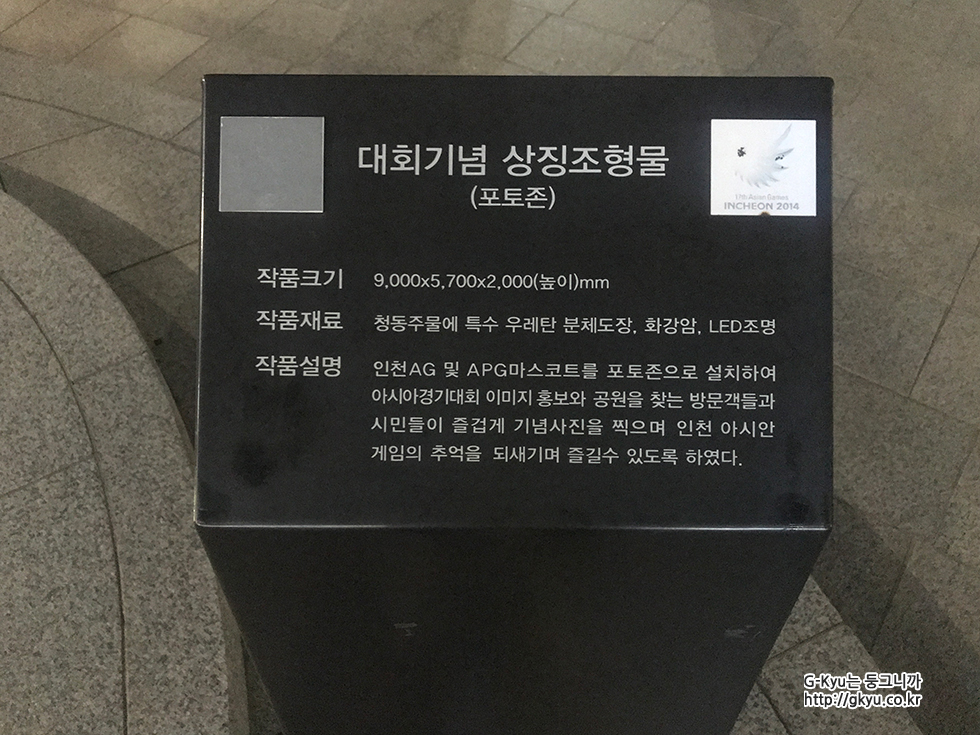 대회기념 상징조형물
(포토존)
17th Asian Games
INCHEON 2014
작품크기 9,000x5,700x2,000(높이)mm
작품재료 청동주물에 특수 우레탄 분체도장, 화강암, LED조명
작품설명 인천AG 및 APG마스코트를 포토존으로 설치하여
아시아경기대회 이미지 홍보와 공원을 찾는 방문객들과
시민들이 즐겁게 기념사진을 찍으며 인천 아시안
게임의 추억을 되새기며 즐길수 있도록 하였다.
G-Kyu는 둥그니까
http://gkyu.co.kr